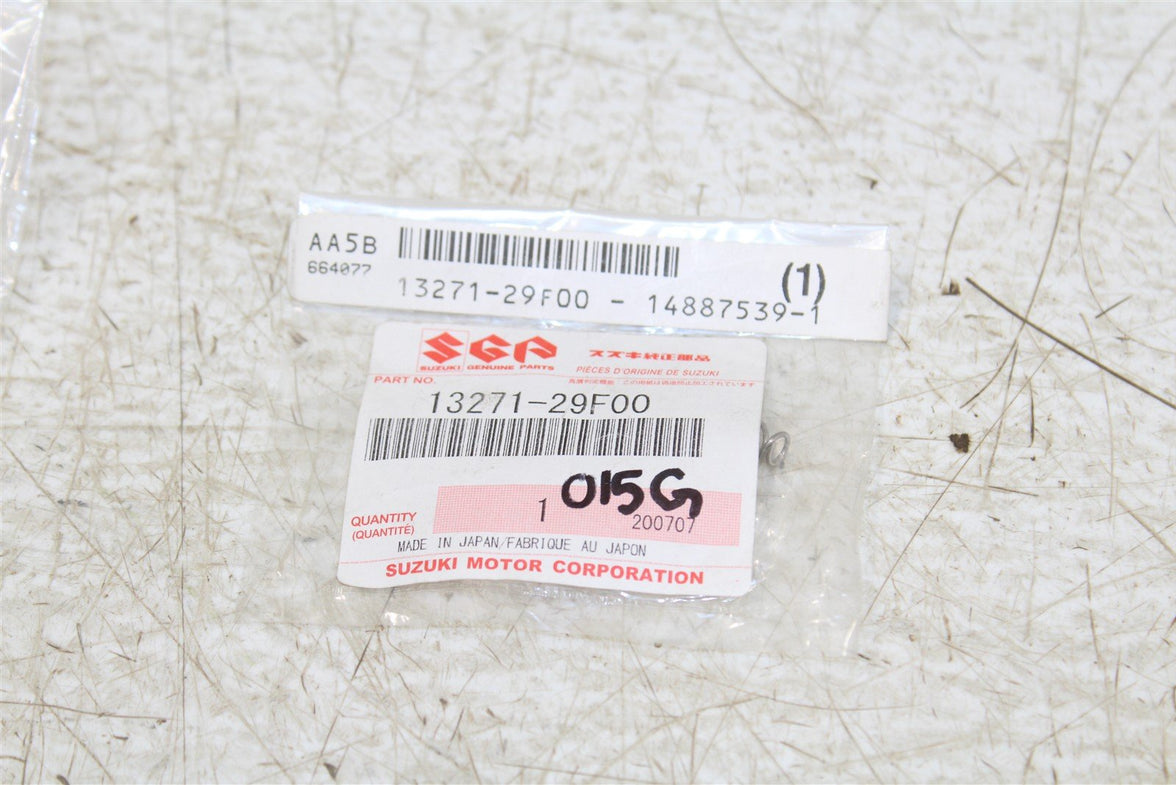 AA5B
664077
13271-29F00 - 14887539-1
(1)
SGP
SUZUKI GENUINE PARTS
スズキ純正部品
PIÈCES D'ORIGINE DE SUZUKI
PART NO.
13271-29F00
015G
QUANTITY
(QUANTITÉ)
1
200707
MADE IN JAPAN/FABRIQUE AU JAPON
SUZUKI MOTOR CORPORATION